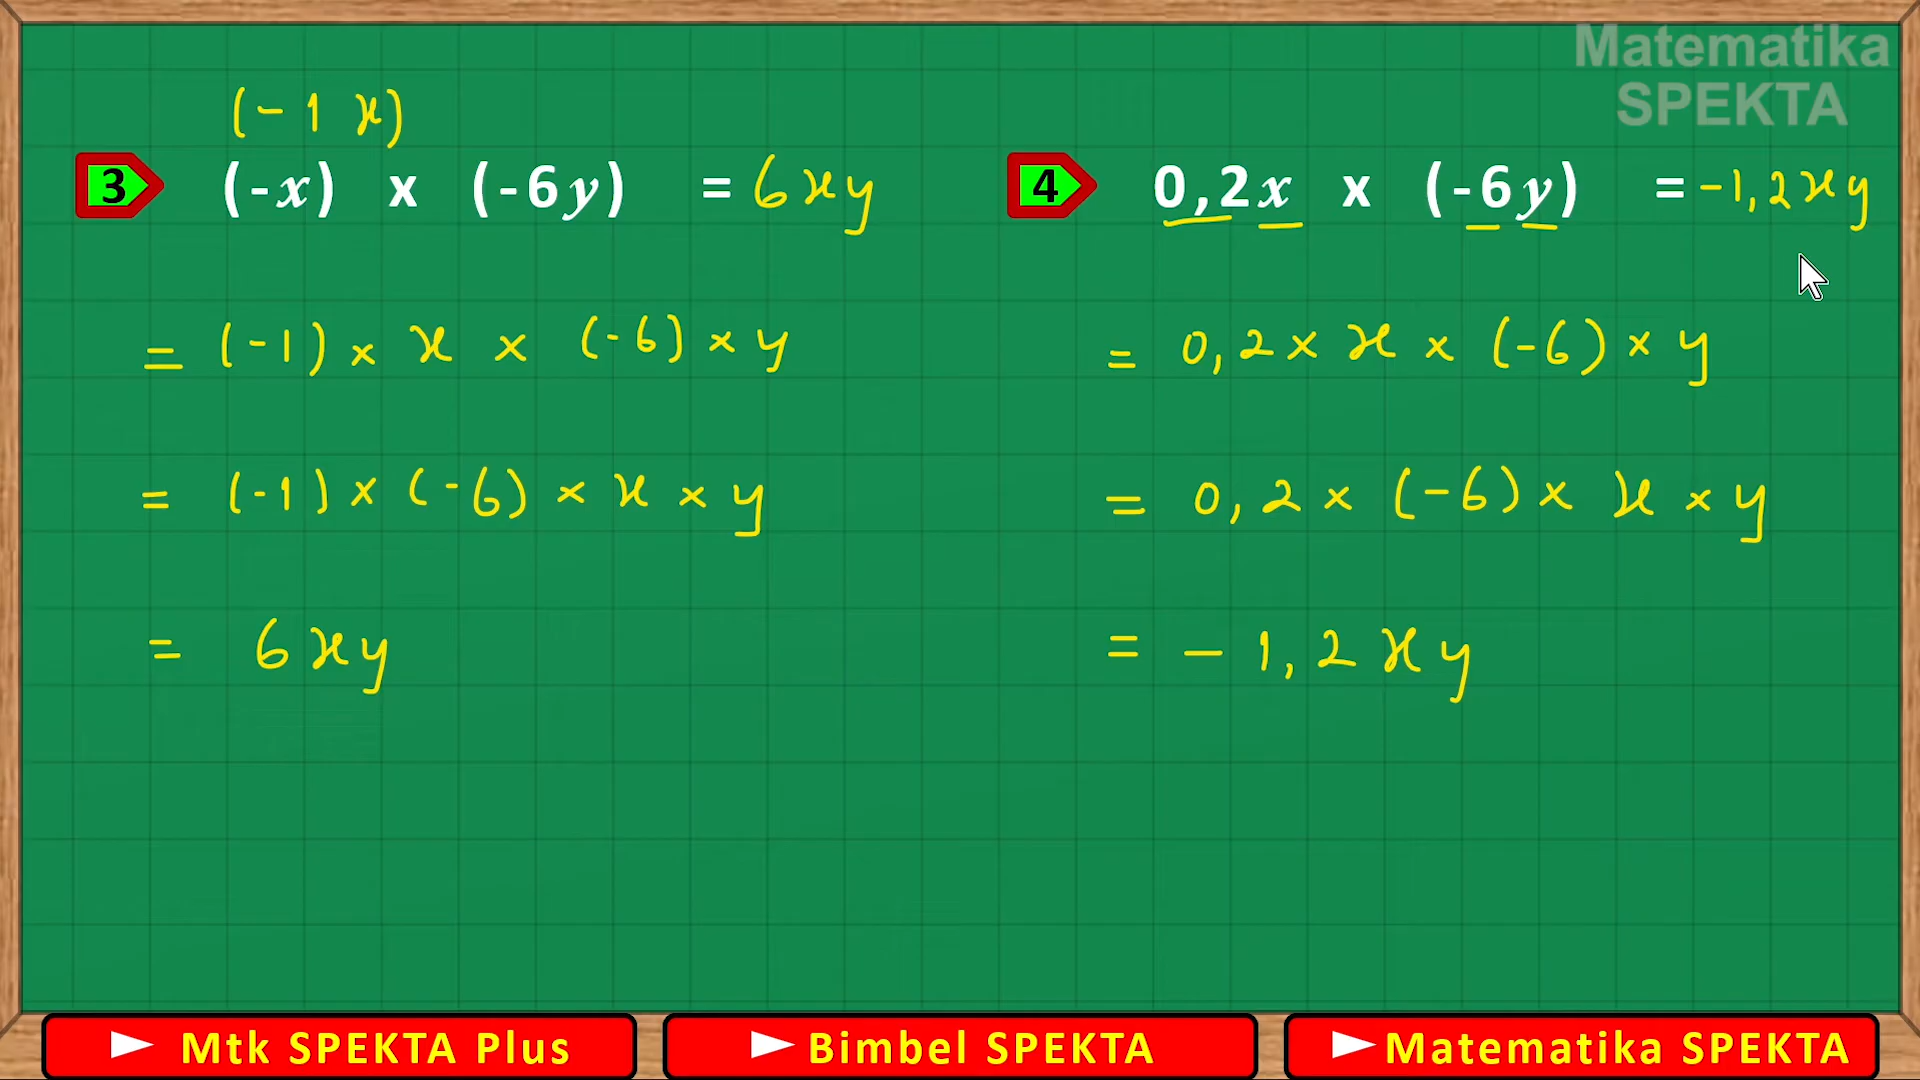 Matematika
SPEKTA
(-1 x)
3 (-x) x (-6y) = 6xy
= (-1) × x × (-6) × y
= (-1) × (-6) × x × y
= 6xy
4 0,2x x (-6y) = -1,2xy
= 0,2 × x × (-6) × y
= 0,2 × (-6) × x × y
= -1,2xy
Mtk SPEKTA Plus
Bimbel SPEKTA
Matematika SPEKTA